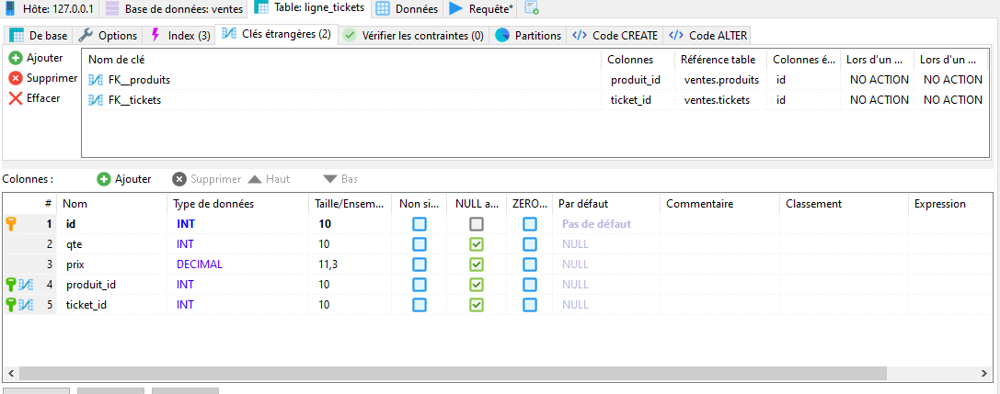 Hôte: 127.0.0.1 Base de données: ventes Table: ligne_tickets Données Requête*
De base Options Index (3) Clés étrangères (2) Vérifier les contraintes (0) Partitions Code CREATE Code ALTER
Ajouter
Supprimer
Effacer
Nom de clé Colonnes Référence table Colonnes é... Lors d'un ... Lors d'un ...
FK__produits produit_id ventes.produits id NO ACTION NO ACTION
FK__tickets ticket_id ventes.tickets id NO ACTION NO ACTION
Colonnes : Ajouter Supprimer Haut Bas
# Nom Type de données Taille/Ensem... Non si... NULL a... ZERO... Par défaut Commentaire Classement Expression
1 id INT 10 Pas de défaut
2 qte INT 10 NULL
3 prix DECIMAL 11,3 NULL
4 produit_id INT 10 NULL
5 ticket_id INT 10 NULL